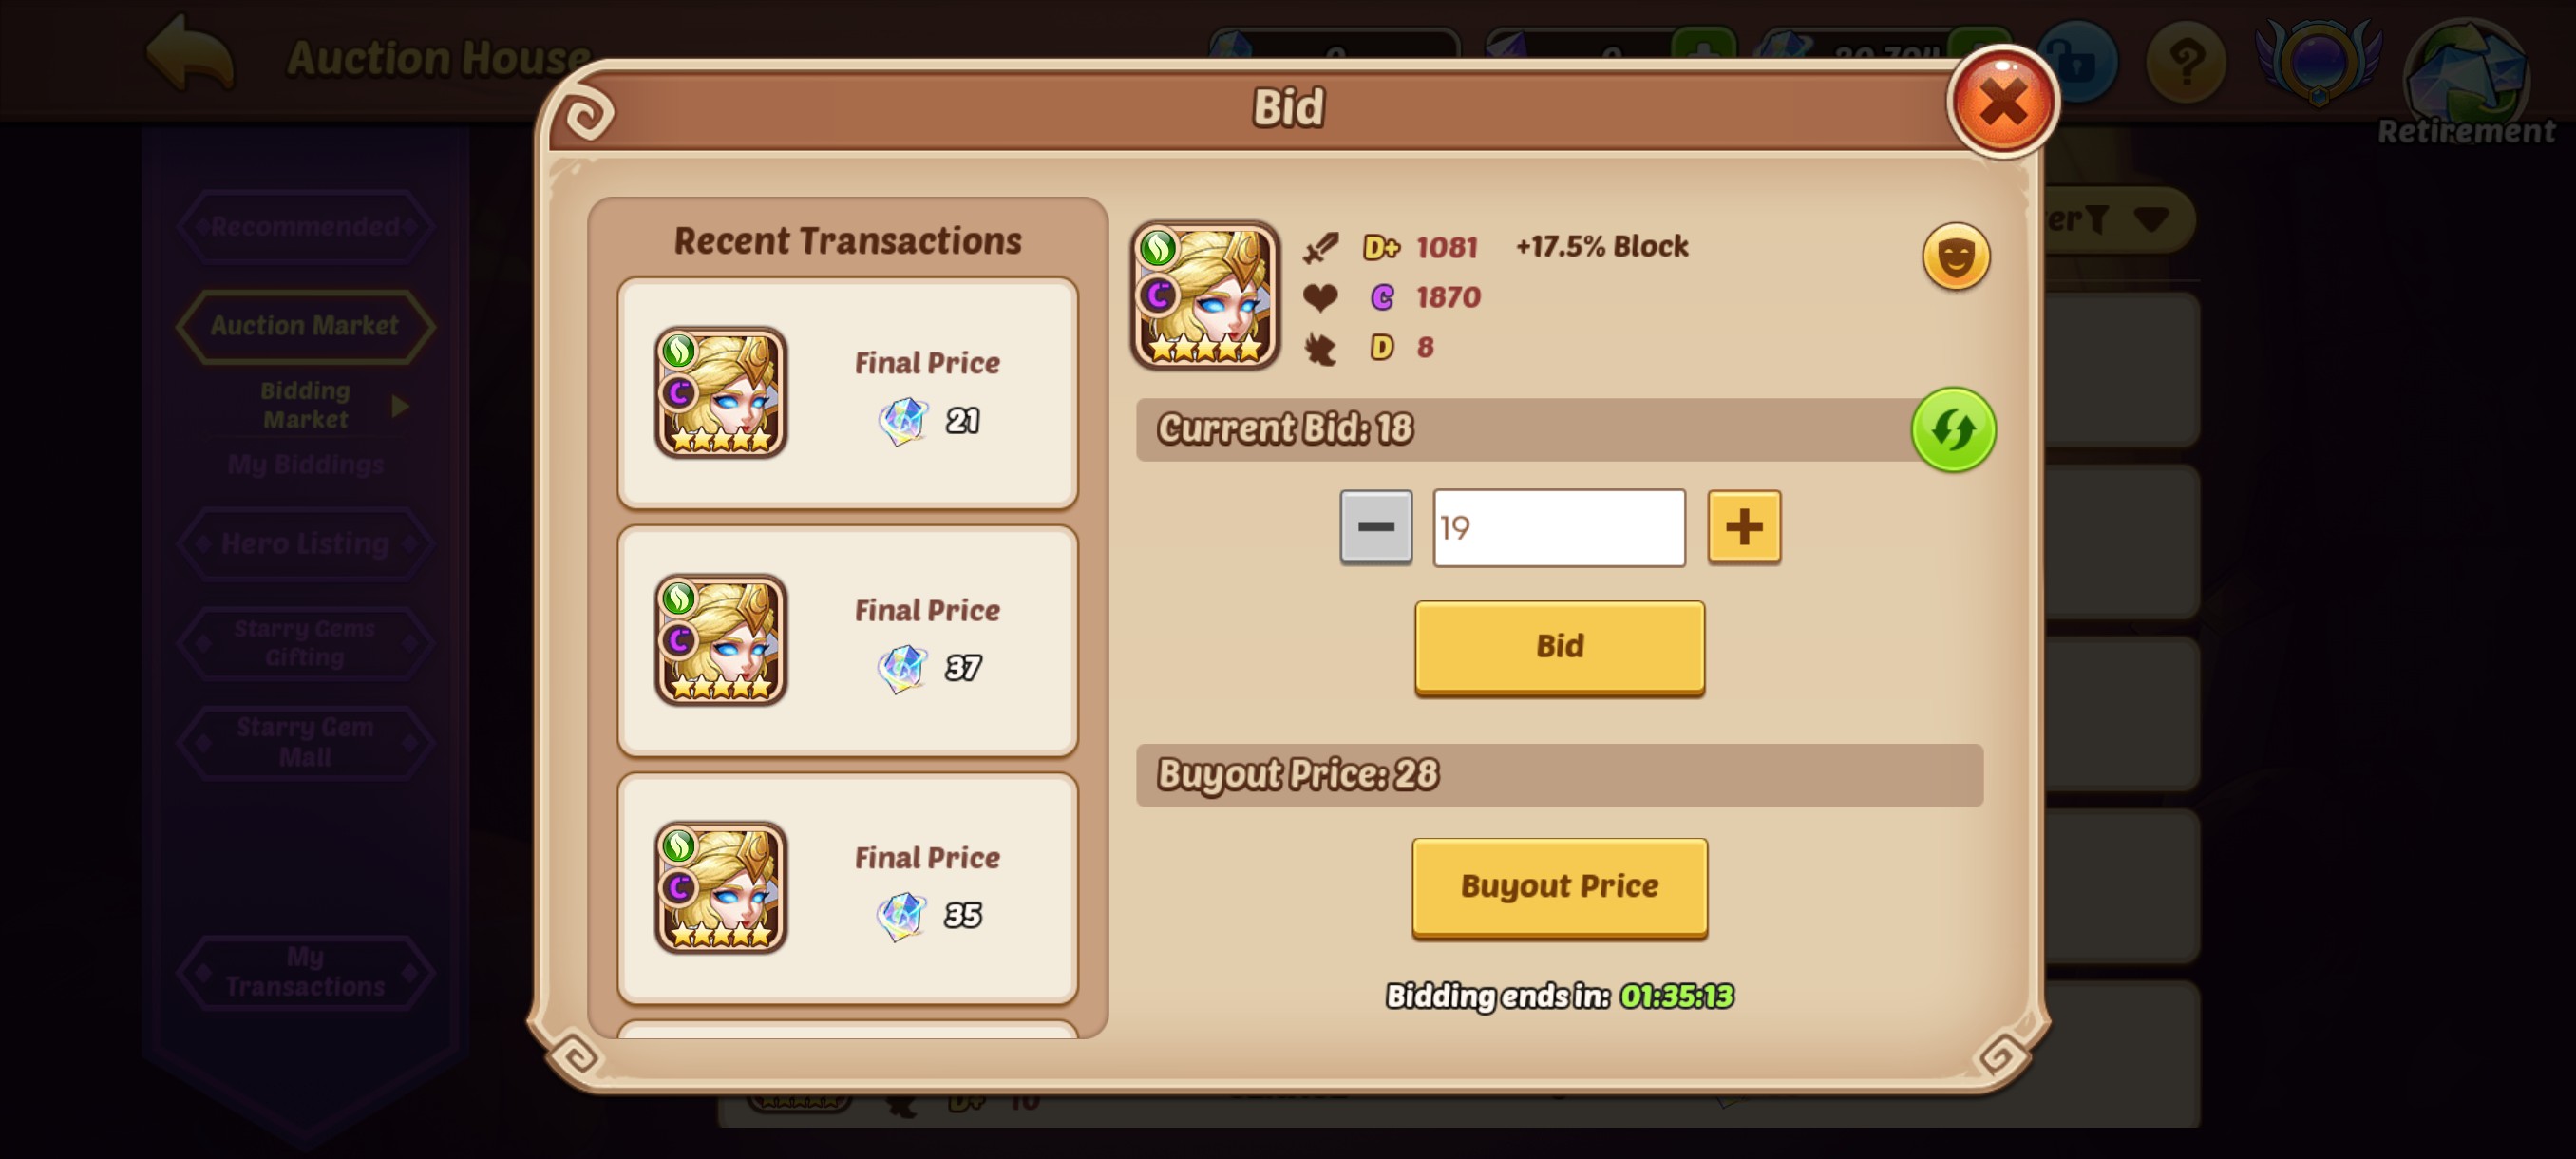 Auction House
Retirement
Bid
Recommended
Auction Market
Bidding
Market
My Biddings
Hero Listing
Starry Gems
Gifting
Starry Gem
Mall
My
Transactions
Recent Transactions
C
Final Price
21
C
Final Price
37
C
Final Price
35
C
D+ 1081 +17.5% Block
C 1870
D 8
Current Bid: 18
19
Bid
Buyout Price: 28
Buyout Price
Bidding ends in: 01:35:13
D+ 10